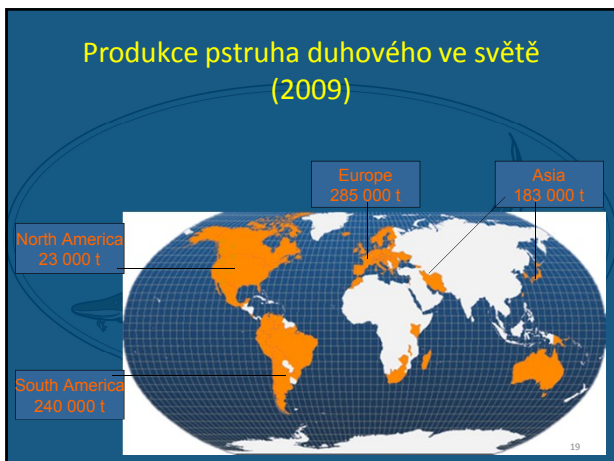 Produkce pstruha duhového ve světě
(2009)
Europe
285 000 t
Asia
183 000 t
North America
23 000 t
South America
240 000 t
19